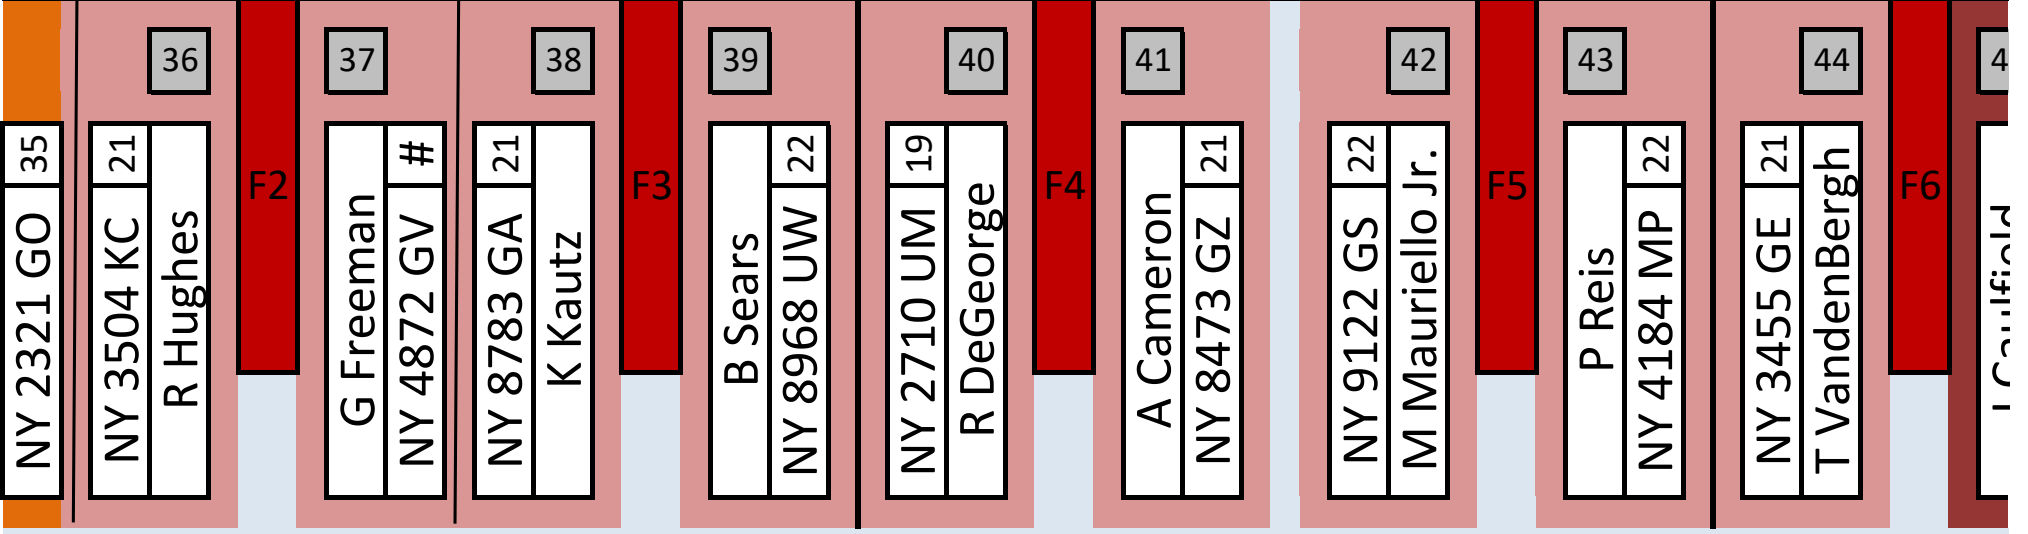 35
NY 2321 GO
36
21
NY 3504 KC
R Hughes
F2
37
G Freeman
#
NY 4872 GV
38
21
NY 8783 GA
K Kautz
F3
39
B Sears
22
NY 8968 UW
40
19
NY 2710 UM
R DeGeorge
F4
41
A Cameron
21
NY 8473 GZ
42
22
NY 9122 GS
M Mauriello Jr.
F5
43
P Reis
22
NY 4184 MP
44
21
NY 3455 GE
T VandenBergh
F6
4